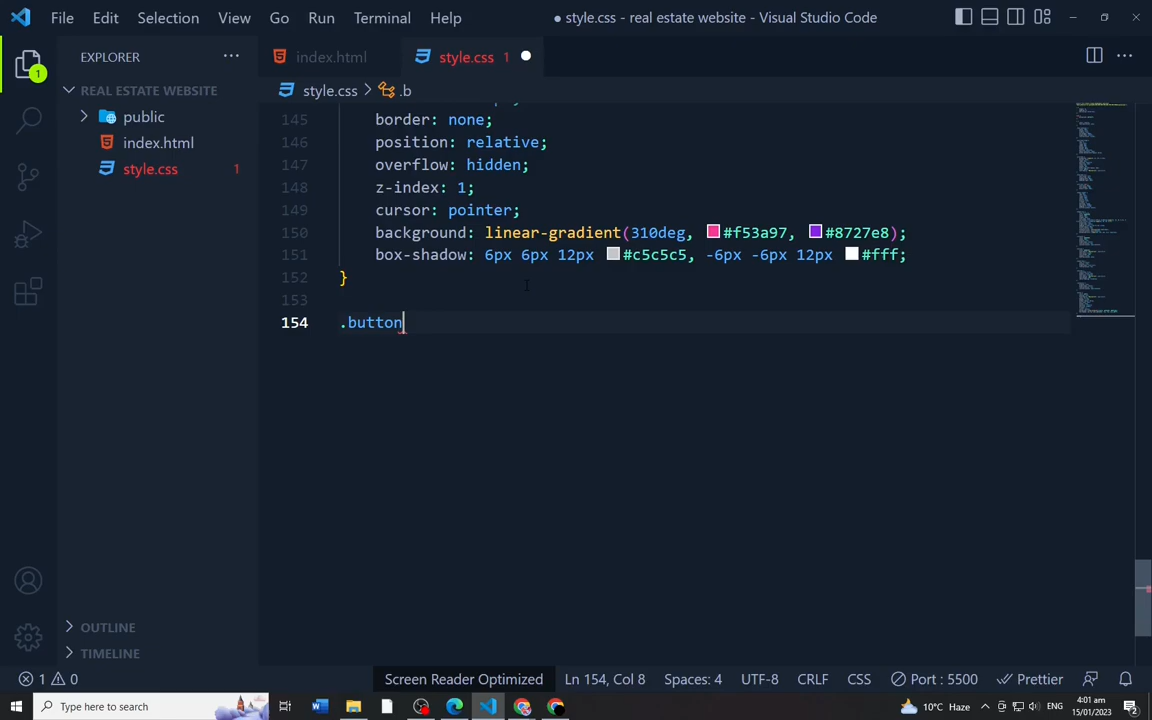 File Edit Selection View Go Run Terminal Help ● style.css - real estate website - Visual Studio Code
EXPLORER ··· index.html style.css 1
1
REAL ESTATE WEBSITE style.css > .b
public
index.html
style.css 1
145 border: none;
146 position: relative;
147 overflow: hidden;
148 z-index: 1;
149 cursor: pointer;
150 background: linear-gradient(310deg, #f53a97, #8727e8);
151 box-shadow: 6px 6px 12px #c5c5c5, -6px -6px 12px #fff;
152 }
153
154 .button
OUTLINE
TIMELINE
1 0 Screen Reader Optimized Ln 154, Col 8 Spaces: 4 UTF-8 CRLF CSS Port : 5500 Prettier
Type here to search 10°C Haze ENG 4:01 am
15/01/2023 2